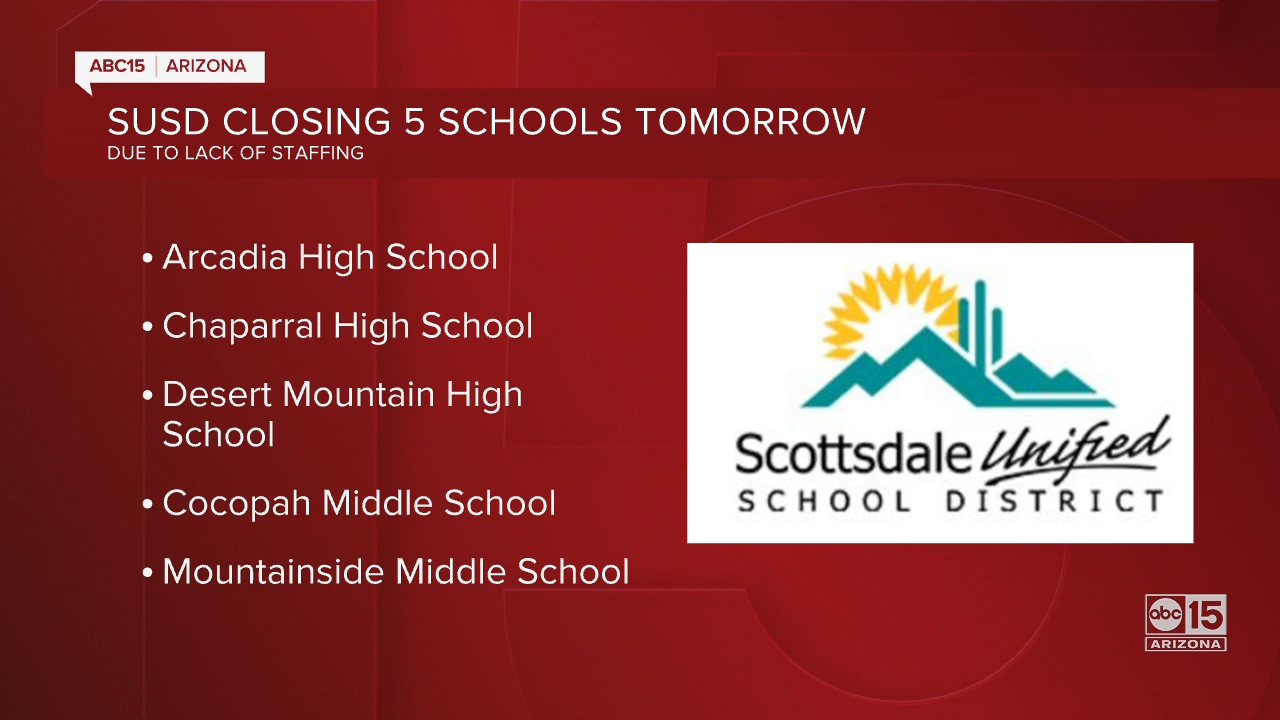 ABC15 | ARIZONA
SUSD CLOSING 5 SCHOOLS TOMORROW
DUE TO LACK OF STAFFING
• Arcadia High School
• Chaparral High School
• Desert Mountain High
School
• Cocopah Middle School
• Mountainside Middle School
Scottsdale Unified
SCHOOL DISTRICT
abc 15
ARIZONA